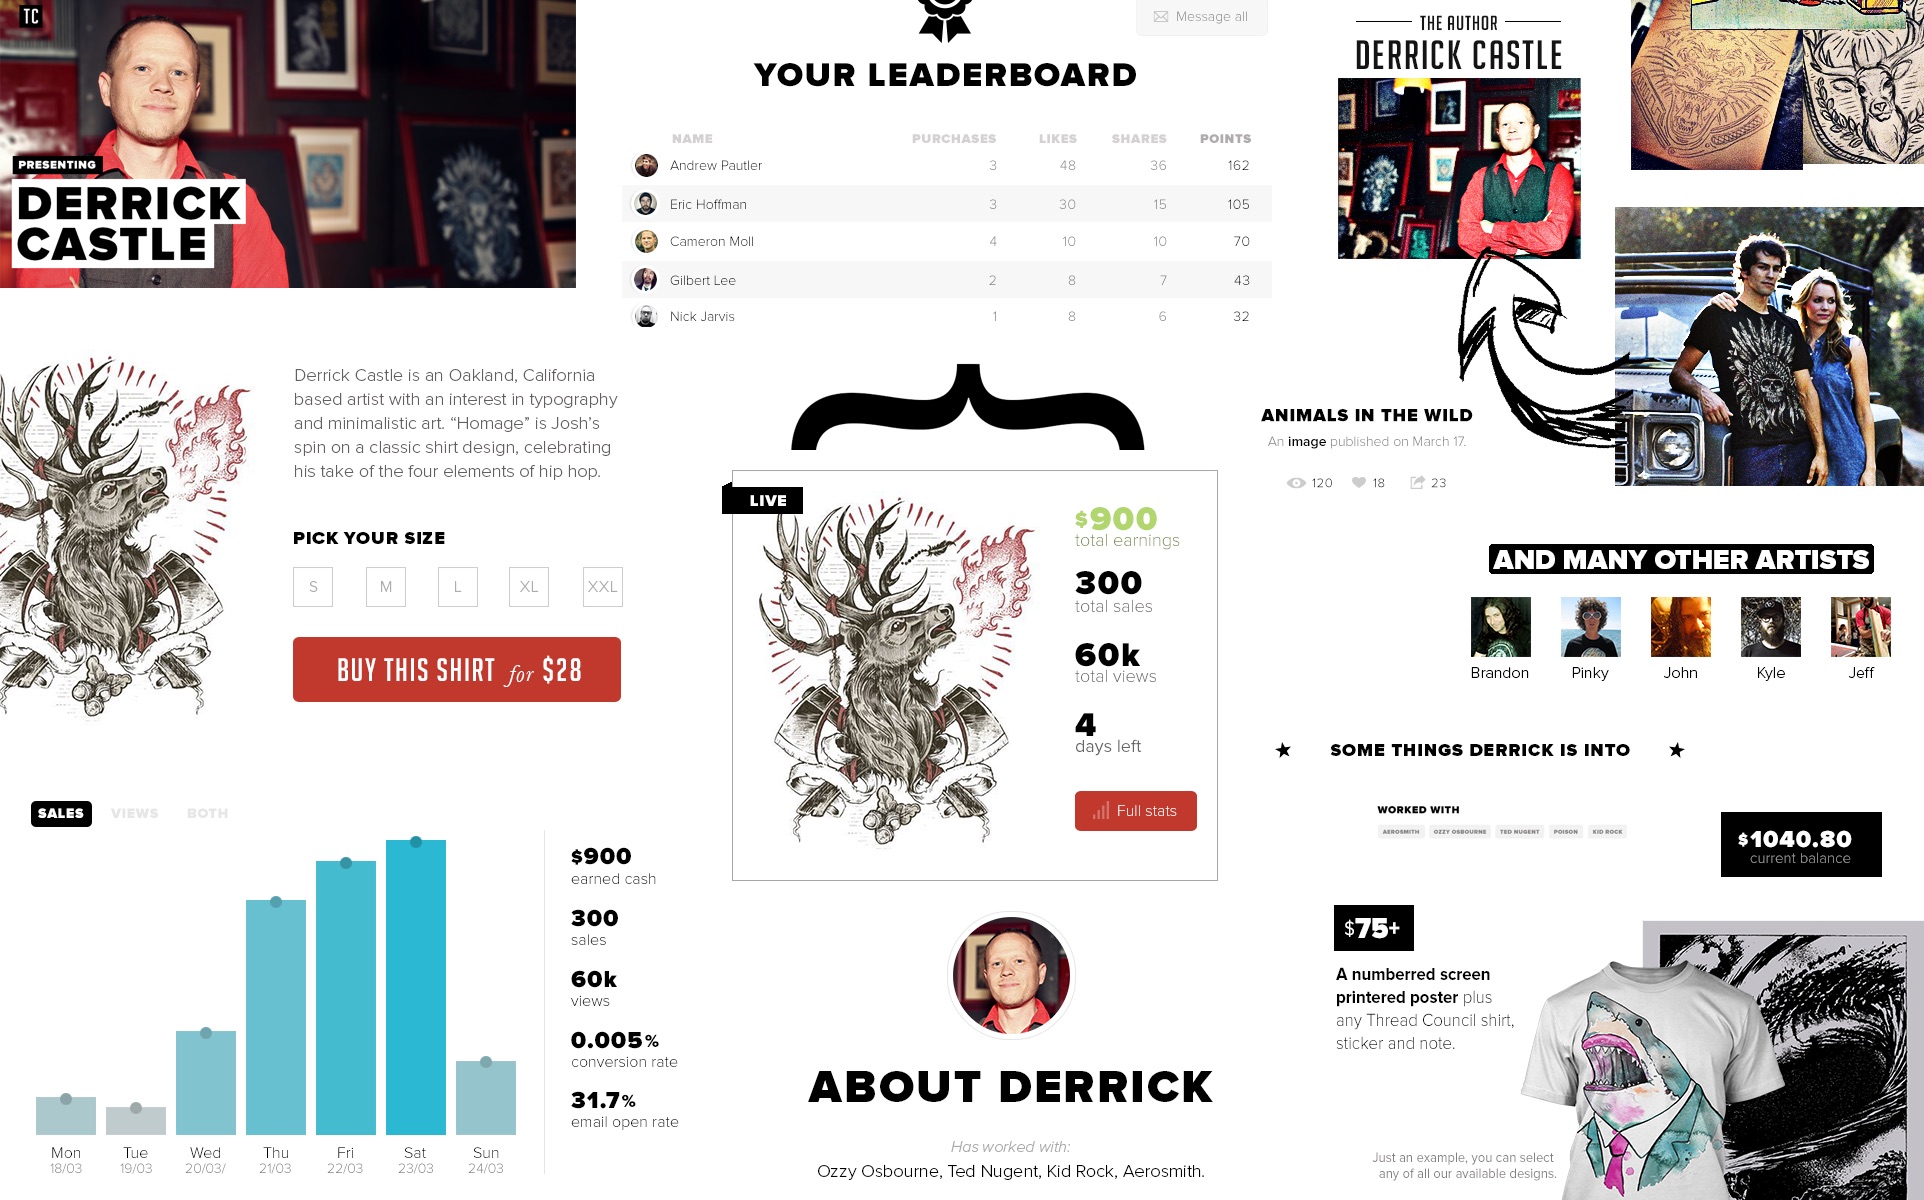 TC
PRESENTING
DERRICK
CASTLE
Message all
YOUR LEADERBOARD
NAME PURCHASES LIKES SHARES POINTS
Andrew Pautler 3 48 36 162
Eric Hoffman 3 30 15 105
Cameron Moll 4 10 10 70
Gilbert Lee 2 8 7 43
Nick Jarvis 1 8 6 32
THE AUTHOR
DERRICK CASTLE
Derrick Castle is an Oakland, California
based artist with an interest in typography
and minimalistic art. “Homage” is Josh’s
spin on a classic shirt design, celebrating
his take of the four elements of hip hop.
PICK YOUR SIZE
S M L XL XXL
BUY THIS SHIRT for $28
LIVE
$900
total earnings
300
total sales
60k
total views
4
days left
Full stats
ANIMALS IN THE WILD
An image published on March 17.
120 18 23
AND MANY OTHER ARTISTS
Brandon Pinky John Kyle Jeff
SOME THINGS DERRICK IS INTO
WORKED WITH
AEROSMITH OZZY OSBOURNE TED NUGENT POISON KID ROCK
$1040.80
current balance
SALES VIEWS BOTH
Mon Tue Wed Thu Fri Sat Sun
18/03 19/03 20/03/ 21/03 22/03 23/03 24/03
$900
earned cash
300
sales
60k
views
0.005%
conversion rate
31.7%
email open rate
ABOUT DERRICK
Has worked with:
Ozzy Osbourne, Ted Nugent, Kid Rock, Aerosmith.
$75+
A numberred screen
printered poster plus
any Thread Council shirt,
sticker and note.
Just an example, you can select
any of all our available designs.